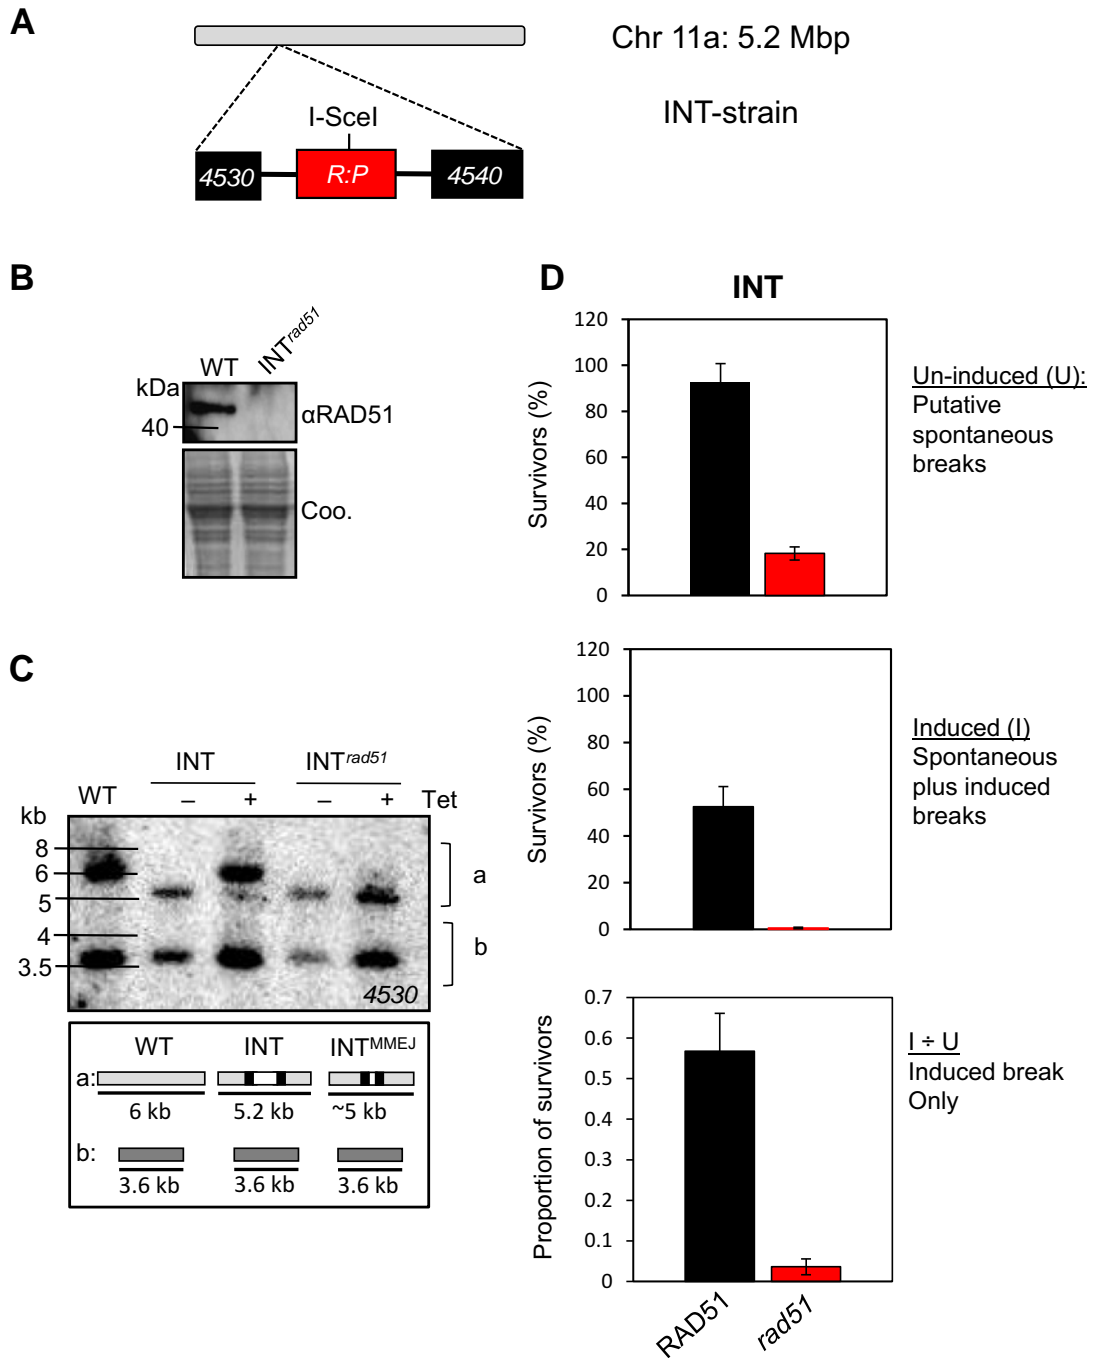 A
Chr 11a: 5.2 Mbp
INT-strain
I-SceI
4530
R:P
4540
B
WT
INTrad51
kDa
40
αRAD51
Coo.
C
INT
INTrad51
WT
–
+
–
+
Tet
kb
8
6
5
4
3.5
a
b
4530
WT
INT
INTMMEJ
a:
6 kb
5.2 kb
~5 kb
b:
3.6 kb
3.6 kb
3.6 kb
D
INT
Survivors (%)
120
100
80
60
40
20
0
Un-induced (U):
Putative
spontaneous
breaks
Survivors (%)
120
100
80
60
40
20
0
Induced (I)
Spontaneous
plus induced
breaks
Proportion of survivors
0.7
0.6
0.5
0.4
0.3
0.2
0.1
0
I ÷ U
Induced break
Only
RAD51
rad51